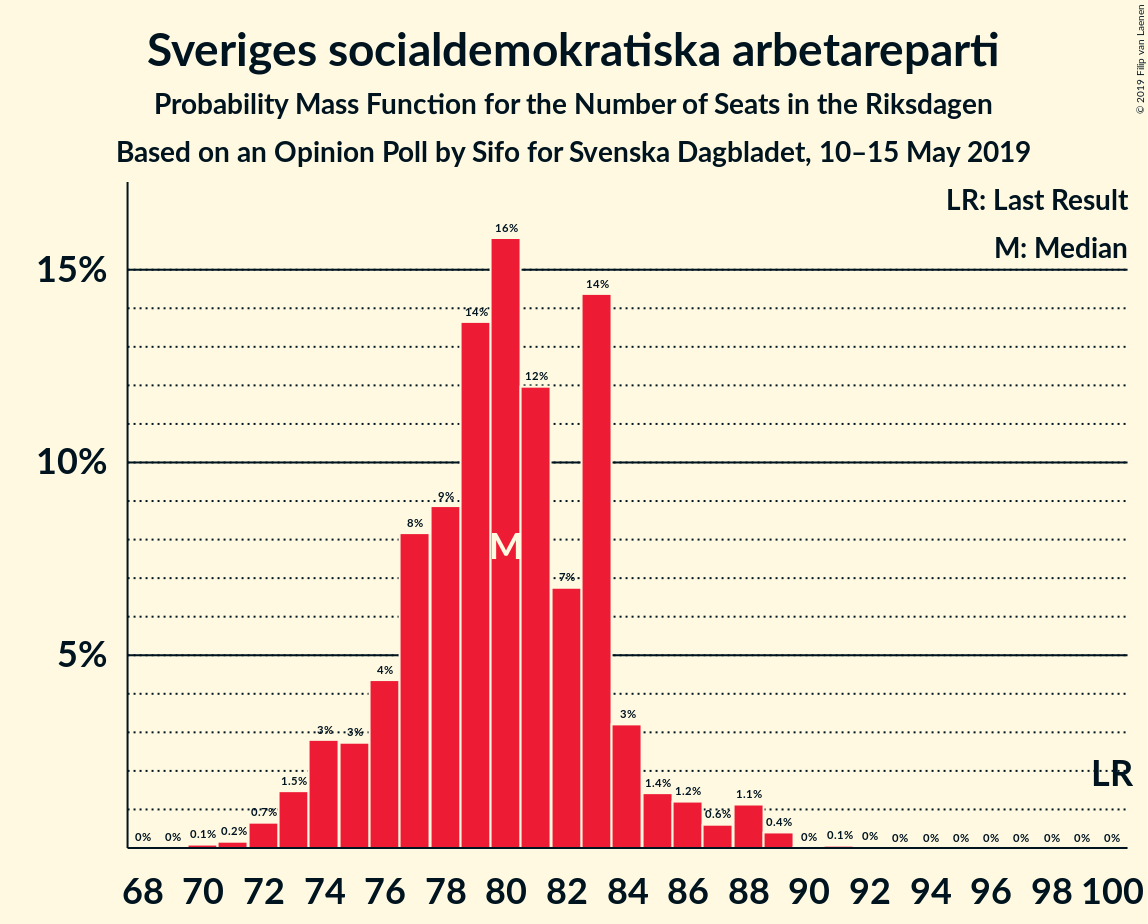 Sveriges socialdemokratiska arbetareparti
Probability Mass Function for the Number of Seats in the Riksdagen
Based on an Opinion Poll by Sifo for Svenska Dagbladet, 10–15 May 2019
© 2019 Filip van Laenen
LR: Last Result
M: Median
15%
10%
5%
0% 0% 0.1% 0.2% 0.7% 1.5% 3% 3% 4% 8% 9% 14% 16% 12% 7% 14% 3% 1.4% 1.2% 0.6% 1.1% 0.4% 0% 0.1% 0% 0% 0% 0% 0% 0% 0% 0% 0%
M
LR
68 70 72 74 76 78 80 82 84 86 88 90 92 94 96 98 100